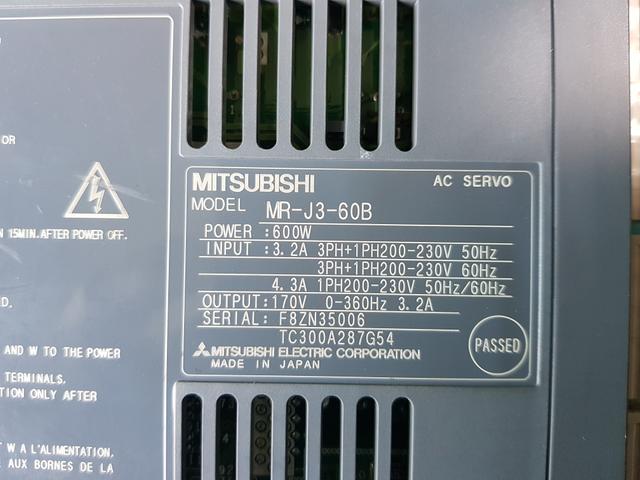 MITSUBISHI AC SERVO
MODEL MR-J3-60B
POWER :600W
INPUT :3.2A 3PH+1PH200-230V 50Hz
3PH+1PH200-230V 60Hz
4.3A 1PH200-230V 50Hz/60Hz
OUTPUT:170V 0-360Hz 3.2A
SERIAL: F8ZN35006
TC300A287G54
MITSUBISHI ELECTRIC CORPORATION
MADE IN JAPAN
PASSED
OR
15MIN.AFTER POWER OFF.
AND W TO THE POWER
TERMINALS.
ION ONLY AFTER
W A L'ALIMENTATION.
AUX BORNES DE LA